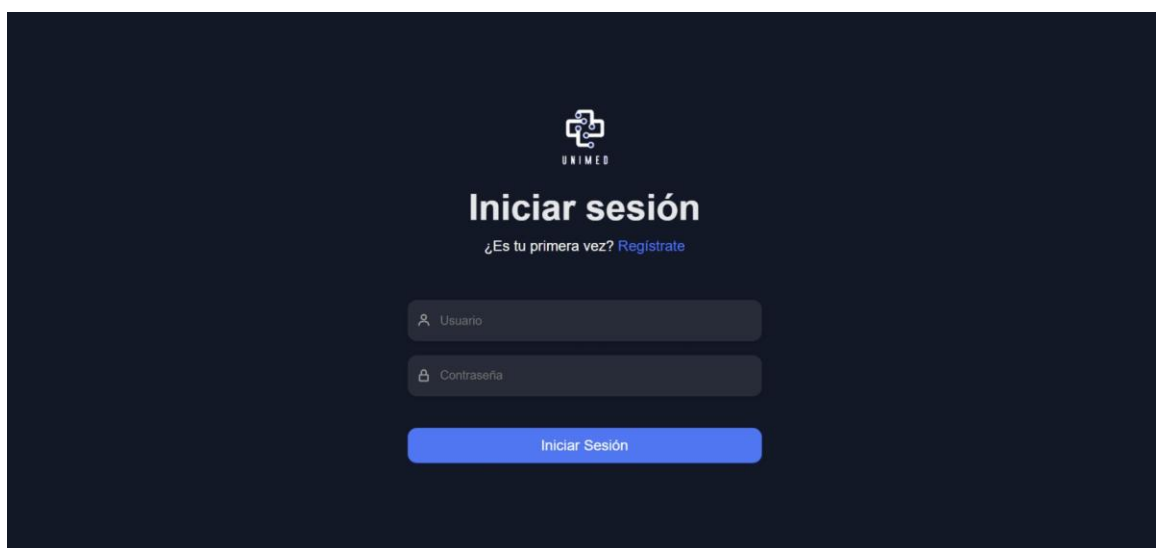 UNIMED
Iniciar sesión
¿Es tu primera vez? Regístrate
Usuario
Contraseña
Iniciar Sesión